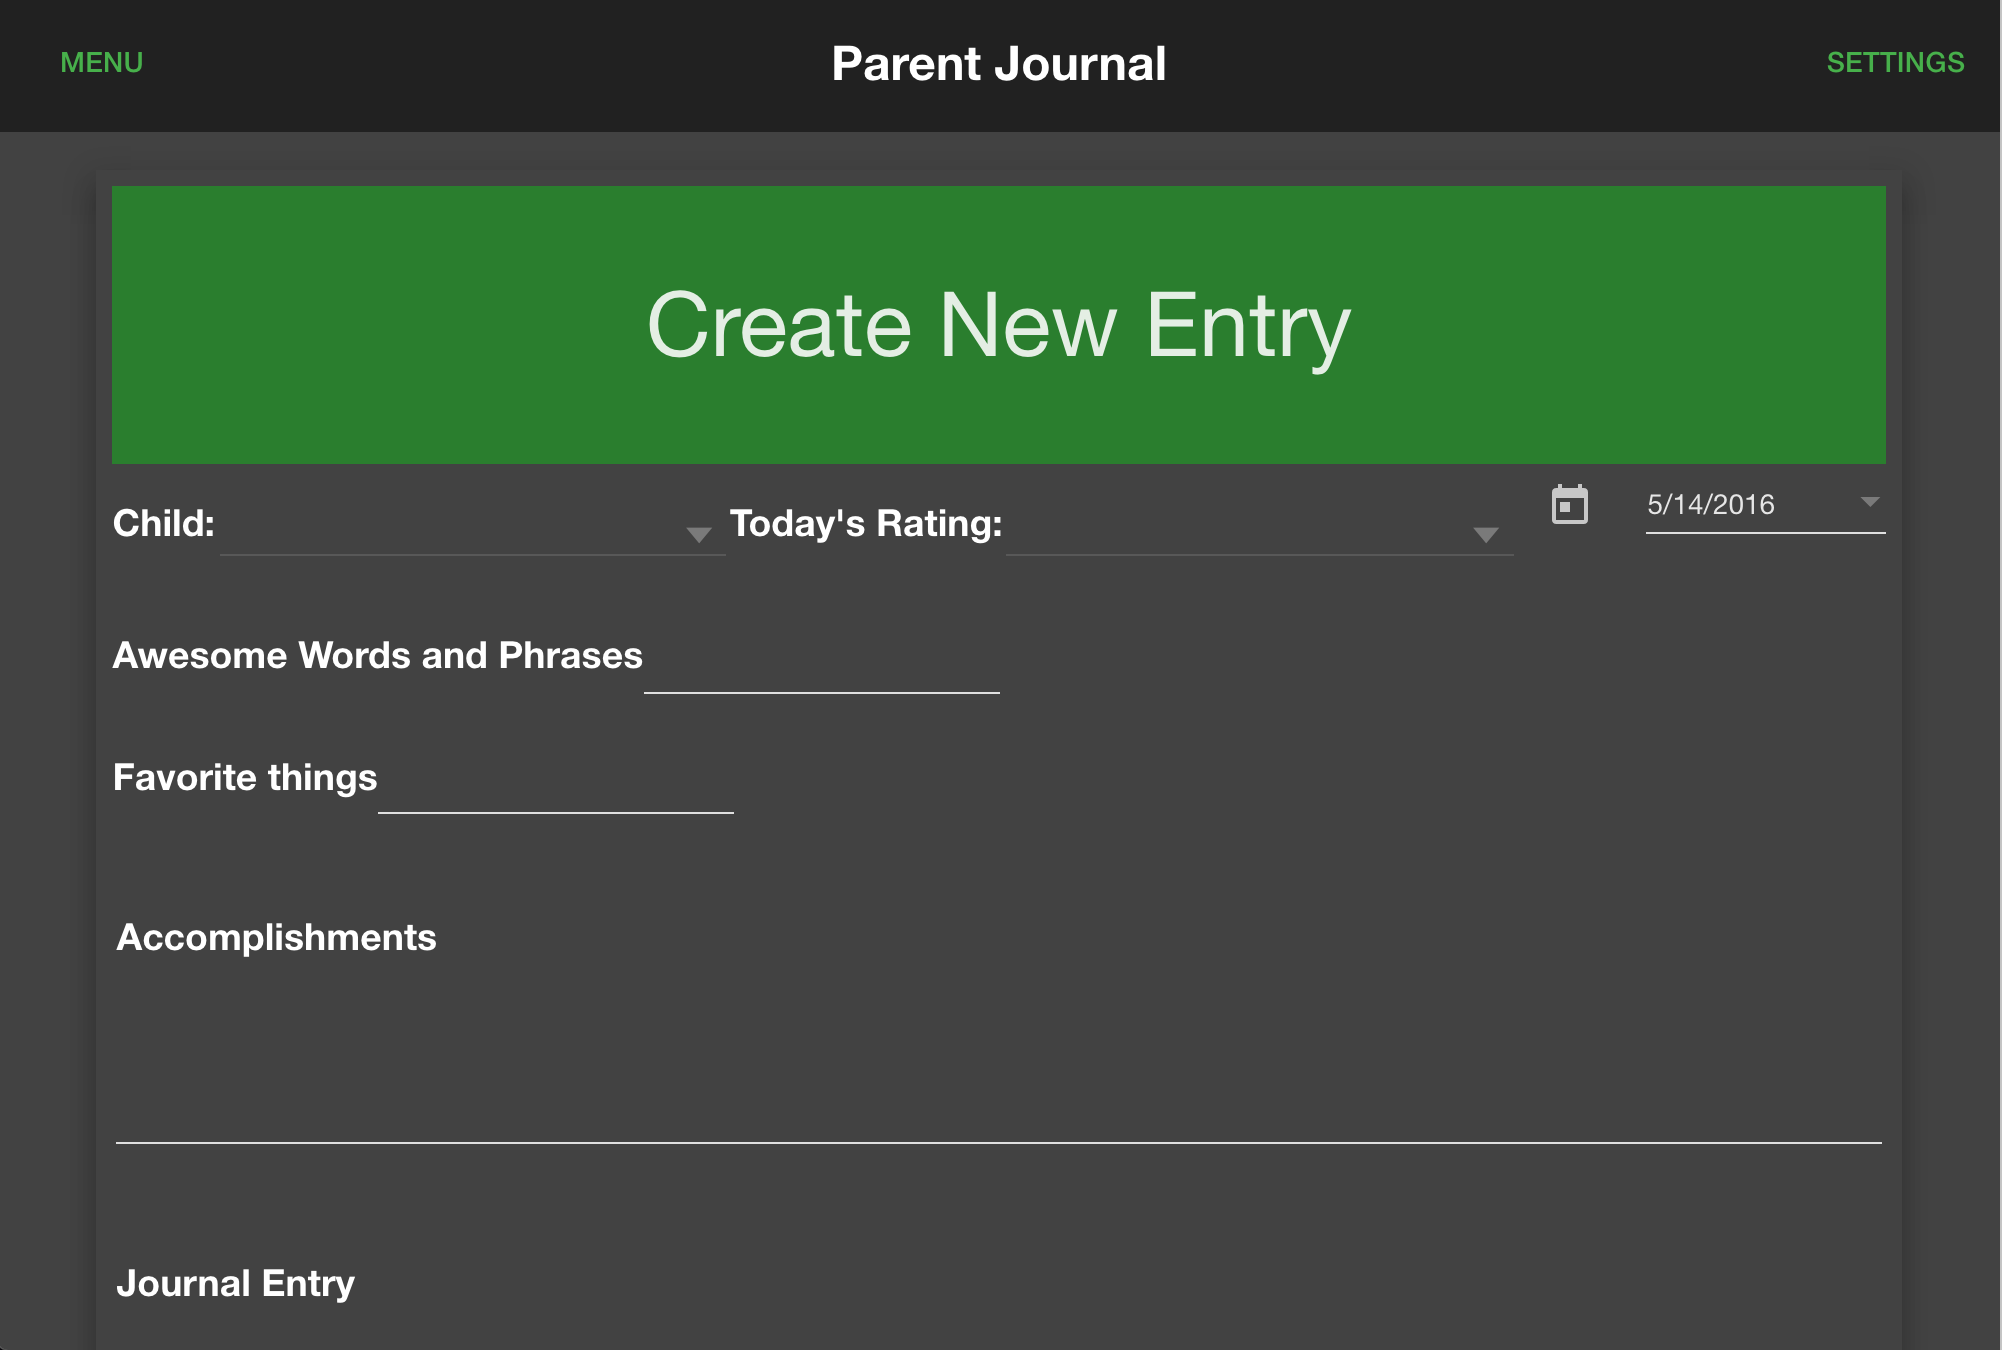 MENU Parent Journal SETTINGS
Create New Entry
Child: Today's Rating: 5/14/2016
Awesome Words and Phrases
Favorite things
Accomplishments
Journal Entry